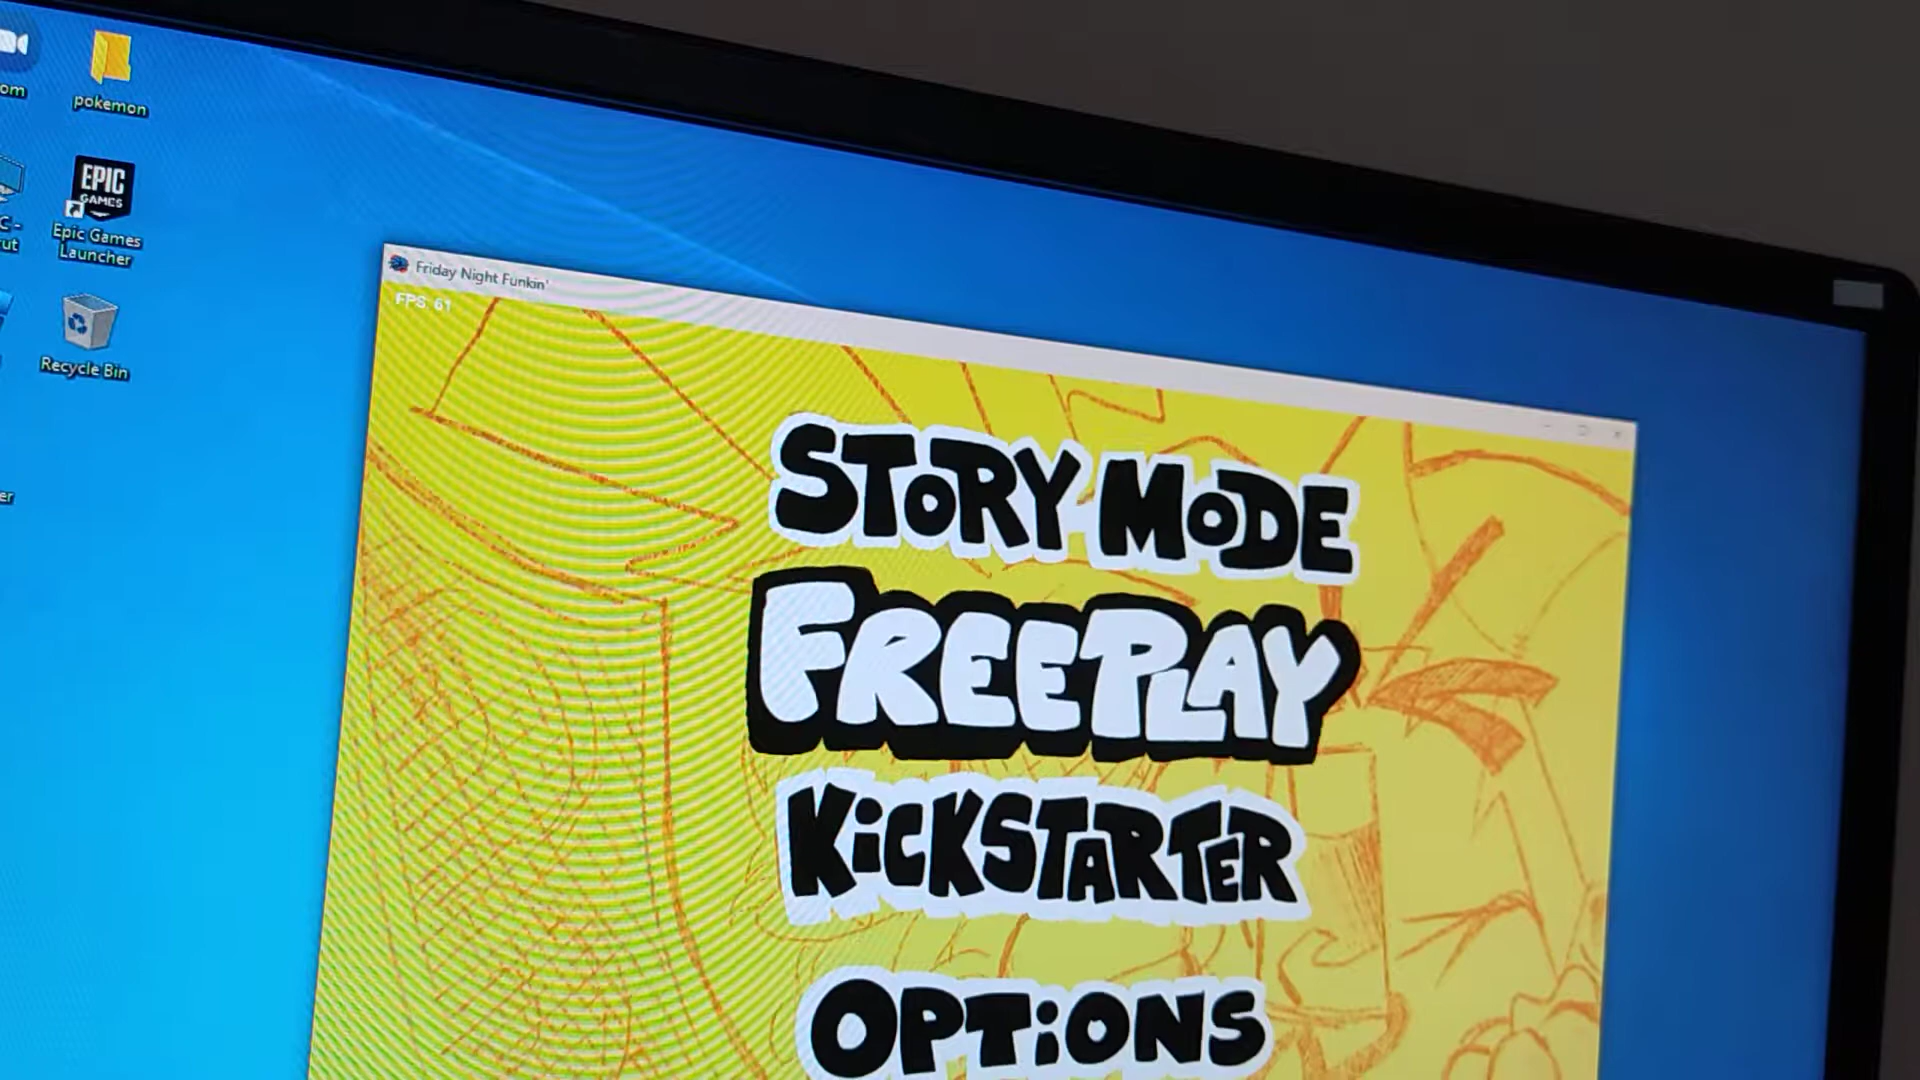 pokemon
EPIC
GAMES
Epic Games
Launcher
Recycle Bin
Friday Night Funkin'
FPS: 61
STORY MODE
FREEPLAY
KiCKSTARTER
OPTiONS